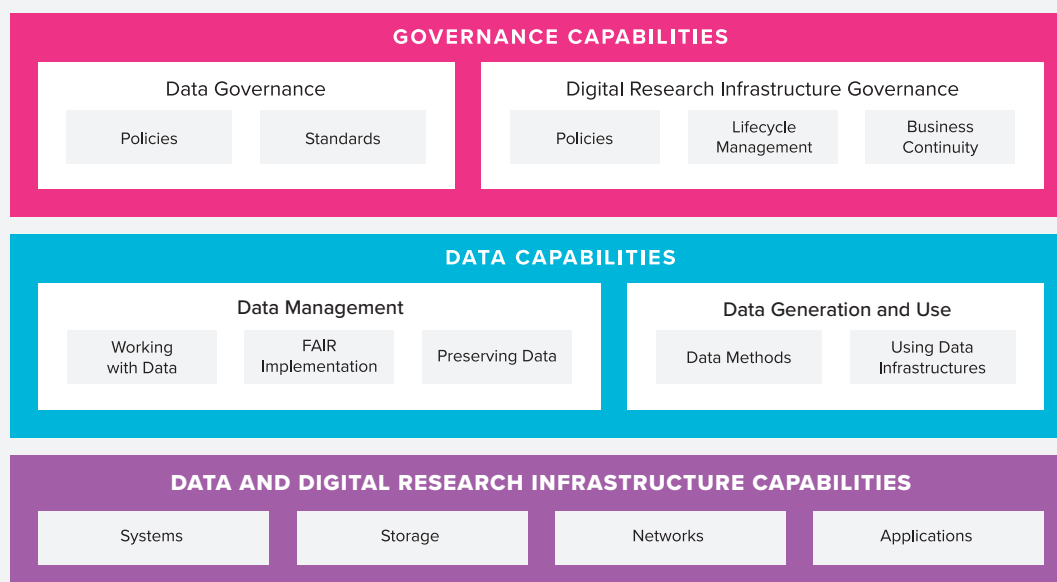 GOVERNANCE CAPABILITIES
Data Governance
Policies
Standards
Digital Research Infrastructure Governance
Policies
Lifecycle
Management
Business
Continuity
DATA CAPABILITIES
Data Management
Working
with Data
FAIR
Implementation
Preserving Data
Data Generation and Use
Data Methods
Using Data
Infrastructures
DATA AND DIGITAL RESEARCH INFRASTRUCTURE CAPABILITIES
Systems
Storage
Networks
Applications